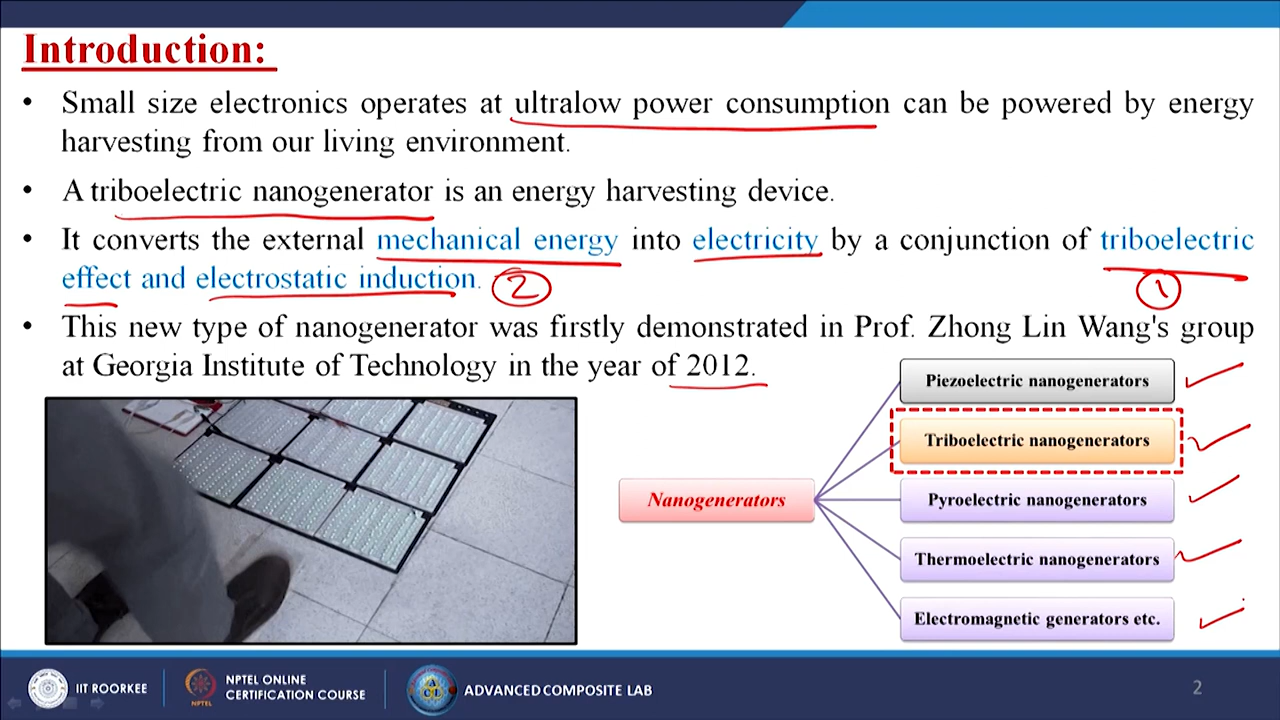 Introduction:
• Small size electronics operates at ultralow power consumption can be powered by energy
harvesting from our living environment.
• A triboelectric nanogenerator is an energy harvesting device.
• It converts the external mechanical energy into electricity by a conjunction of triboelectric
effect and electrostatic induction. 2
1
• This new type of nanogenerator was firstly demonstrated in Prof. Zhong Lin Wang's group
at Georgia Institute of Technology in the year of 2012.
Nanogenerators
Piezoelectric nanogenerators
Triboelectric nanogenerators
Pyroelectric nanogenerators
Thermoelectric nanogenerators
Electromagnetic generators etc.
IIT ROORKEE
NPTEL
NPTEL ONLINE
CERTIFICATION COURSE
ACL
ADVANCED COMPOSITE LAB
2